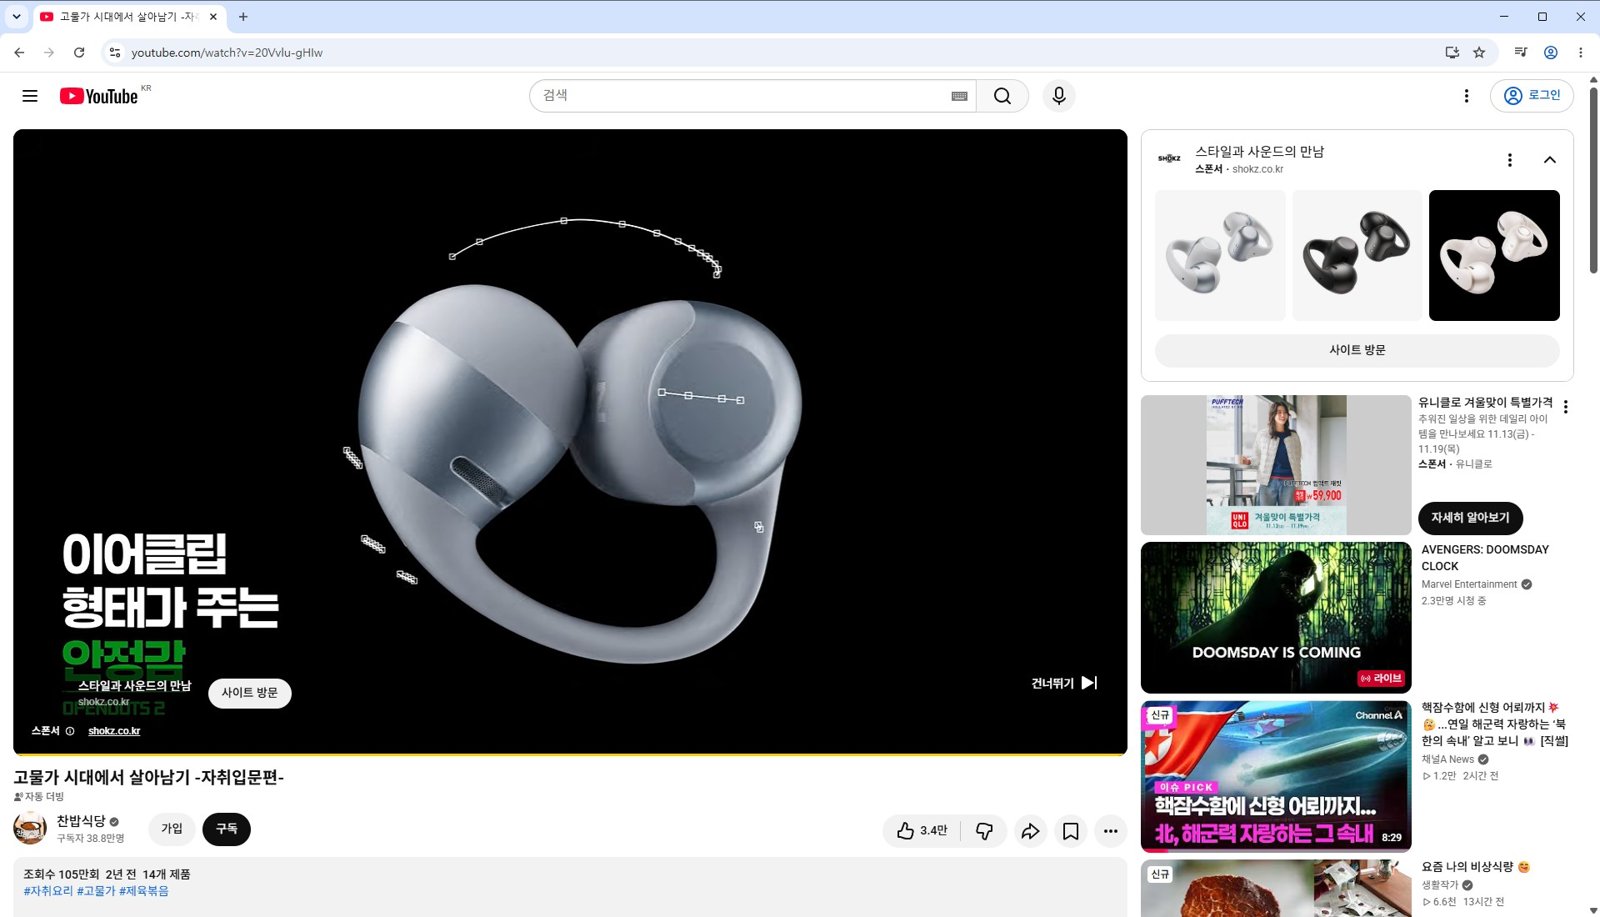 고물가 시대에서 살아남기 -자
youtube.com/watch?v=20Vvlu-gHIw
YouTube KR
검색
로그인
이어클립
형태가 주는
안정감
OPENDOTS 2
스타일과 사운드의 만남
shokz.co.kr
사이트 방문
건너뛰기
스폰서
shokz.co.kr
고물가 시대에서 살아남기 -자취입문편-
자동 더빙
찬밥식당
구독자 38.8만명
가입
구독
3.4만
조회수 105만회 2년 전 14개 제품
#자취요리 #고물가 #제육볶음
SHOKZ
스타일과 사운드의 만남
스폰서 · shokz.co.kr
사이트 방문
PUFFTECH
₩59,900
UNIQLO
겨울맞이 특별가격
유니클로 겨울맞이 특별가격
추워진 일상을 위한 데일리 아이
템을 만나보세요 11.13(금) -
11.19(목)
스폰서 · 유니클로
자세히 알아보기
DOOMSDAY IS COMING
라이브
AVENGERS: DOOMSDAY
CLOCK
Marvel Entertainment
2.3만명 시청 중
신규
Channel A
이슈 PICK
핵잠수함에 신형 어뢰까지...
北, 해군력 자랑하는 그 속내
8:29
핵잠수함에 신형 어뢰까지
...연일 해군력 자랑하는 '북
한의 속내' 알고 보니 [직썰]
채널A News
1.2만 2시간 전
신규
요즘 나의 비상식량
생활작가
6.6천 13시간 전